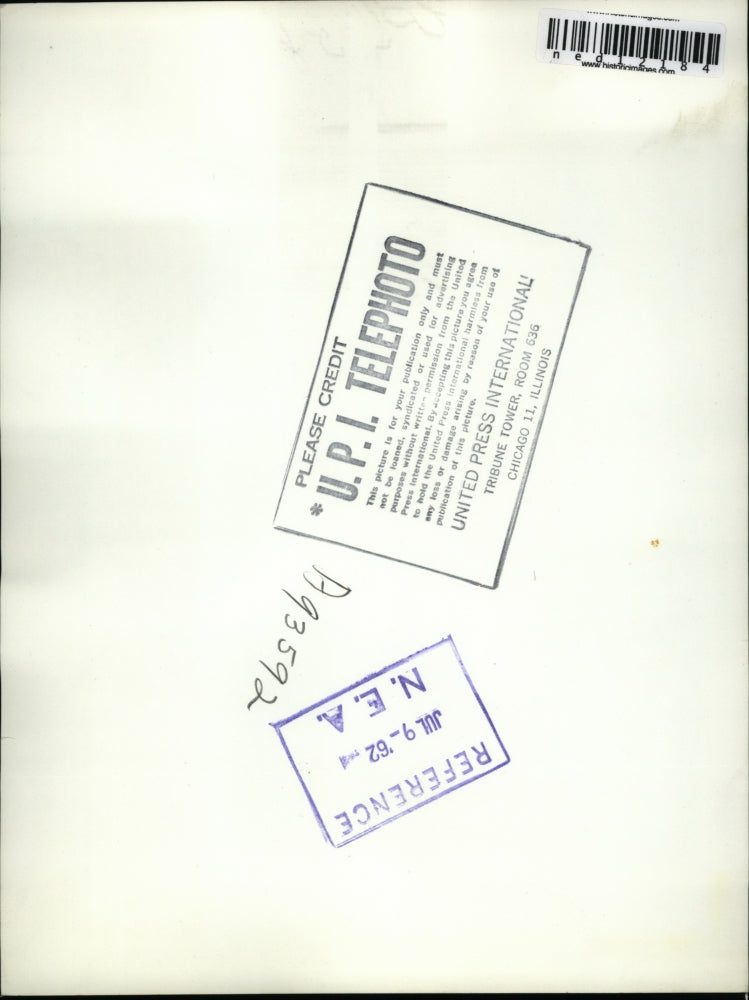 ned12184
www.historicimages.com
PLEASE CREDIT
* U.P.I. TELEPHOTO
This picture is for your publication only and must
not be loaned, syndicated or used for advertising
purposes without written permission from the United
Press International. By accepting this picture you agree
to hold the United Press International harmless from
any loss or damage arising by reason of your use of
publication of this picture.
UNITED PRESS INTERNATIONAL
TRIBUNE TOWER, ROOM 636
CHICAGO 11, ILLINOIS
A93592
REFERENCE
JUL 9-'62
N.E.A.